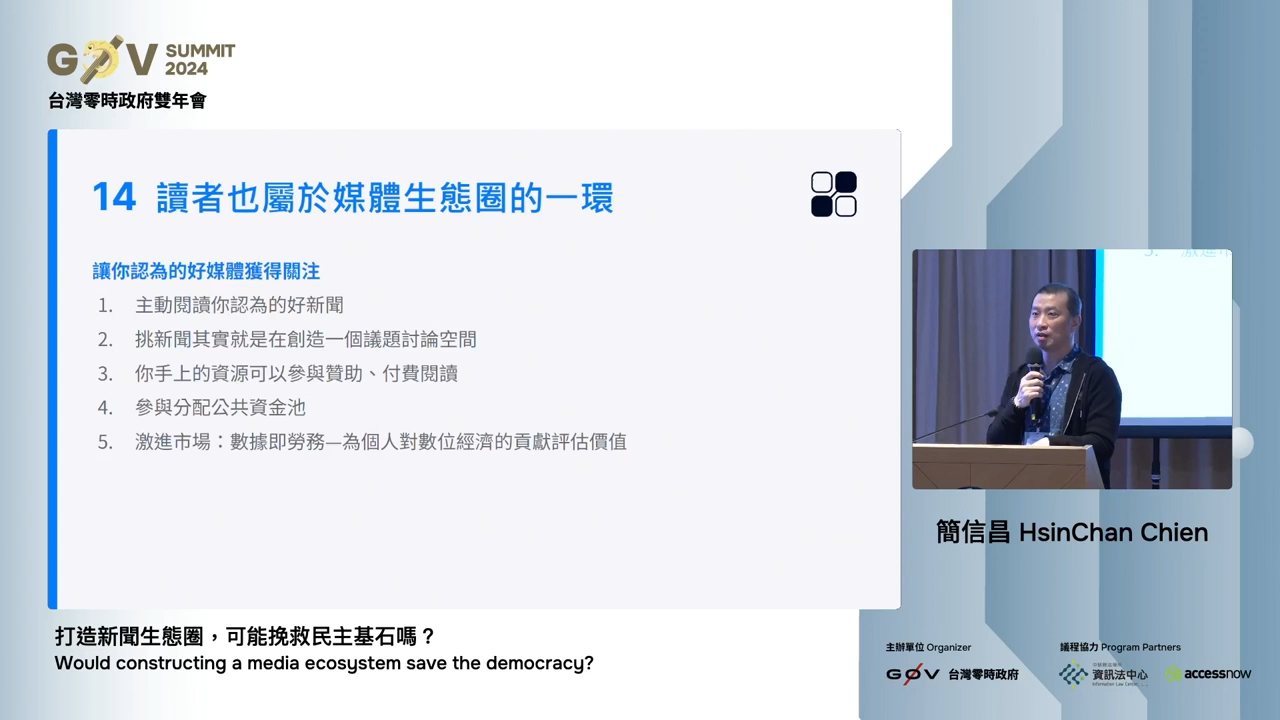 G0V SUMMIT 2024
台灣零時政府雙年會
14 讀者也屬於媒體生態圈的一環
讓你認為的好媒體獲得關注
1. 主動閱讀你認為的好新聞
2. 挑新聞其實就是在創造一個議題討論空間
3. 你手上的資源可以參與贊助、付費閱讀
4. 參與分配公共資金池
5. 激進市場：數據即勞務—為個人對數位經濟的貢獻評估價值
簡信昌 HsinChan Chien
打造新聞生態圈，可能挽救民主基石嗎？
Would constructing a media ecosystem save the democracy?
主辦單位 Organizer
G0V 台灣零時政府
議程協力 Program Partners
資訊法中心
Information Law Center
accessnow